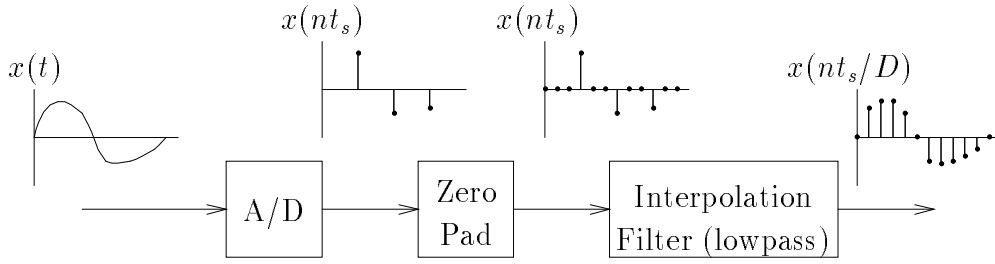 x(nt_s)
x(nt_s)
x(t)
x(nt_s/D)
A/D
Zero
Pad
Interpolation
Filter (lowpass)